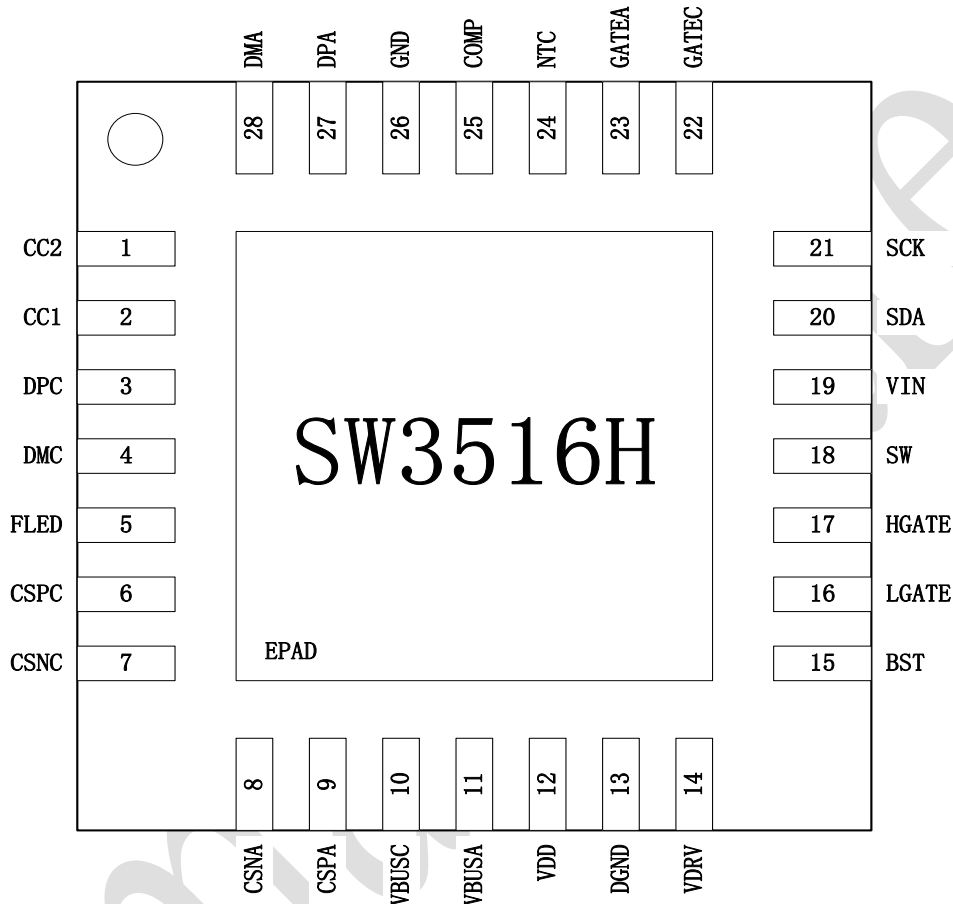 DMA DPA GND COMP NTC GATEA GATEC
28 27 26 25 24 23 22
CC2 1 21 SCK
CC1 2 20 SDA
DPC 3 19 VIN
DMC 4 SW3516H 18 SW
FLED 5 17 HGATE
CSPC 6 16 LGATE
CSNC 7 EPAD 15 BST
8 9 10 11 12 13 14
CSNA CSPA VBUSC VBUSA VDD DGND VDRV